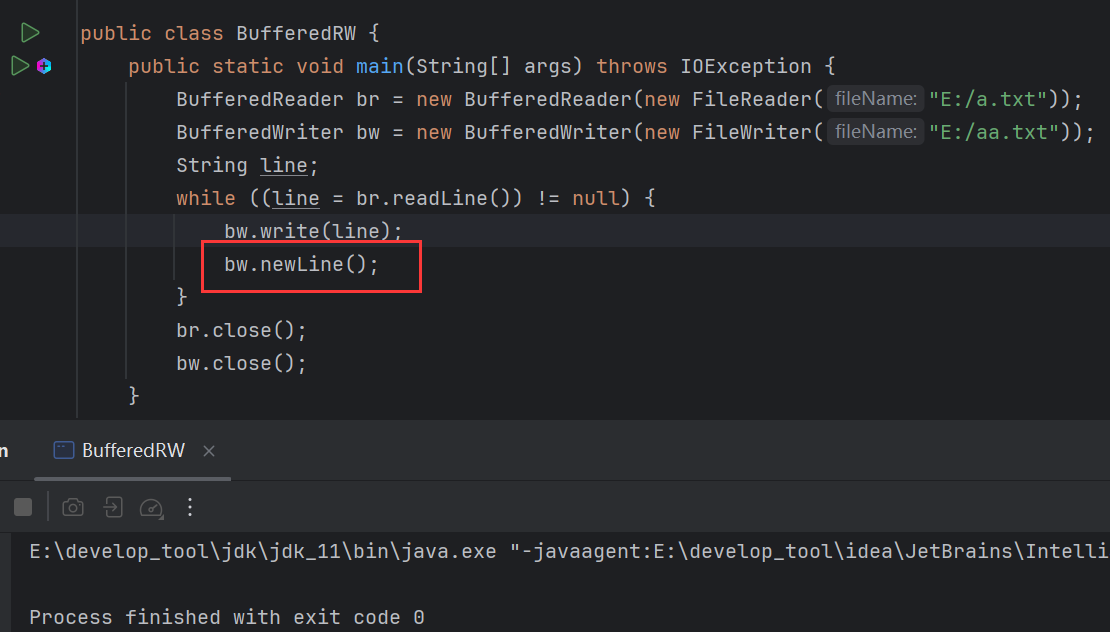 public class BufferedRW {
public static void main(String[] args) throws IOException {
BufferedReader br = new BufferedReader(new FileReader( fileName: "E:/a.txt"));
BufferedWriter bw = new BufferedWriter(new FileWriter( fileName: "E:/aa.txt"));
String line;
while ((line = br.readLine()) != null) {
bw.write(line);
bw.newLine();
}
br.close();
bw.close();
}
n BufferedRW
E:\develop_tool\jdk\jdk_11\bin\java.exe "-javaagent:E:\develop_tool\idea\JetBrains\Intelli
Process finished with exit code 0